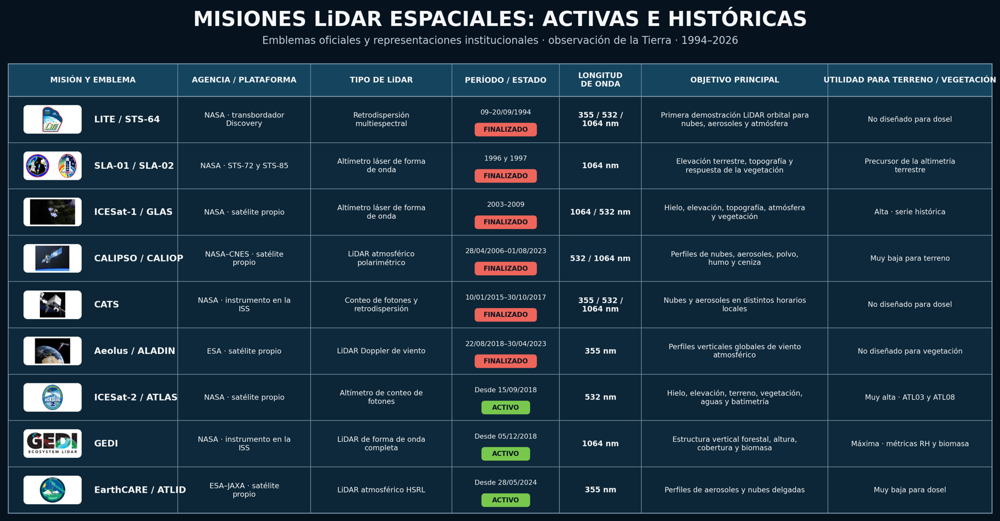 MISIONES LiDAR ESPACIALES: ACTIVAS E HISTÓRICAS
Emblemas oficiales y representaciones institucionales · observación de la Tierra · 1994–2026
MISIÓN Y EMBLEMA
AGENCIA / PLATAFORMA
TIPO DE LiDAR
PERÍODO / ESTADO
LONGITUD
DE ONDA
OBJETIVO PRINCIPAL
UTILIDAD PARA TERRENO / VEGETACIÓN
LiTE
LITE / STS-64
NASA · transbordador
Discovery
Retrodispersión
multiespectral
09–20/09/1994
FINALIZADO
355 / 532 /
1064 nm
Primera demostración LiDAR orbital para
nubes, aerosoles y atmósfera
No diseñado para dosel
SLA-01 / SLA-02
NASA · STS-72 y STS-85
Altímetro láser de forma
de onda
1996 y 1997
FINALIZADO
1064 nm
Elevación terrestre, topografía y
respuesta de la vegetación
Precursor de la altimetría
terrestre
ICESat-1 / GLAS
NASA · satélite propio
Altímetro láser de forma
de onda
2003–2009
FINALIZADO
1064 / 532 nm
Hielo, elevación, topografía, atmósfera
y vegetación
Alta · serie histórica
CALIPSO / CALIOP
NASA–CNES · satélite
propio
LiDAR atmosférico
polarimétrico
28/04/2006–01/08/2023
FINALIZADO
532 / 1064 nm
Perfiles de nubes, aerosoles, polvo,
humo y ceniza
Muy baja para terreno
CATS
NASA · instrumento en la
ISS
Conteo de fotones y
retrodispersión
10/01/2015–30/10/2017
FINALIZADO
355 / 532 /
1064 nm
Nubes y aerosoles en distintos horarios
locales
No diseñado para dosel
Aeolus / ALADIN
ESA · satélite propio
LiDAR Doppler de viento
22/08/2018–30/04/2023
FINALIZADO
355 nm
Perfiles verticales globales de viento
atmosférico
No diseñado para vegetación
ICESat
2
ICESat-2 / ATLAS
NASA · satélite propio
Altímetro de conteo de
fotones
Desde 15/09/2018
ACTIVO
532 nm
Hielo, elevación, terreno, vegetación,
aguas y batimetría
Muy alta · ATL03 y ATL08
GEDI
ECOSYSTEM LIDAR
GEDI
NASA · instrumento en la
ISS
LiDAR de forma de onda
completa
Desde 05/12/2018
ACTIVO
1064 nm
Estructura vertical forestal, altura,
cobertura y biomasa
Máxima · métricas RH y biomasa
EarthCARE / ATLID
ESA–JAXA · satélite
propio
LiDAR atmosférico HSRL
Desde 28/05/2024
ACTIVO
355 nm
Perfiles de aerosoles y nubes delgadas
Muy baja para dosel